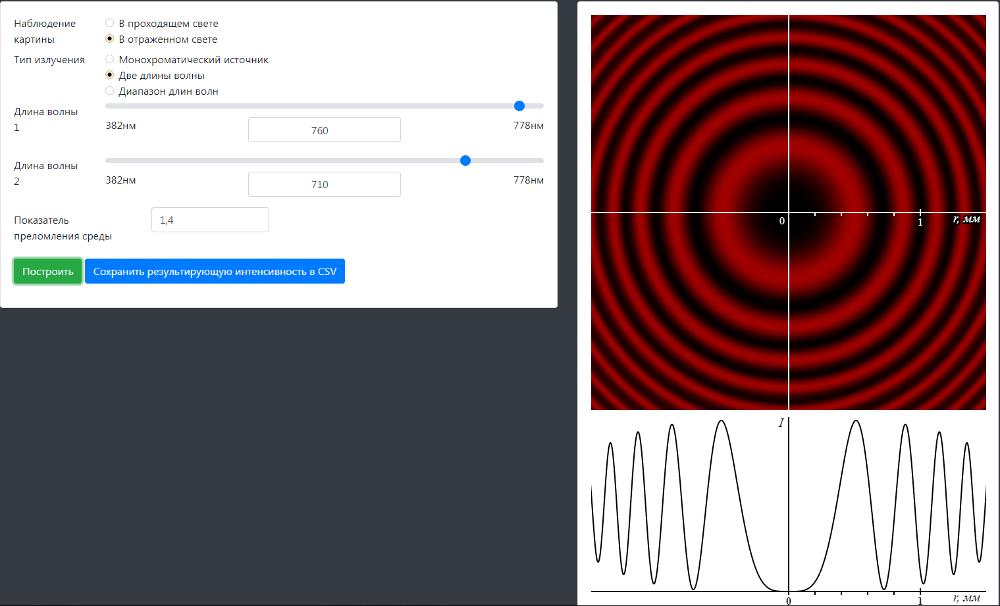 Наблюдение
картины
В проходящем свете
В отраженном свете
Тип излучения
Монохроматический источник
Две длины волны
Диапазон длин волн
Длина волны
1
382нм
760
778нм
Длина волны
2
382нм
710
778нм
Показатель
преломления среды
1,4
Построить
Сохранить результирующую интенсивность в CSV
0
1
r, мм
I
0
1
r, мм